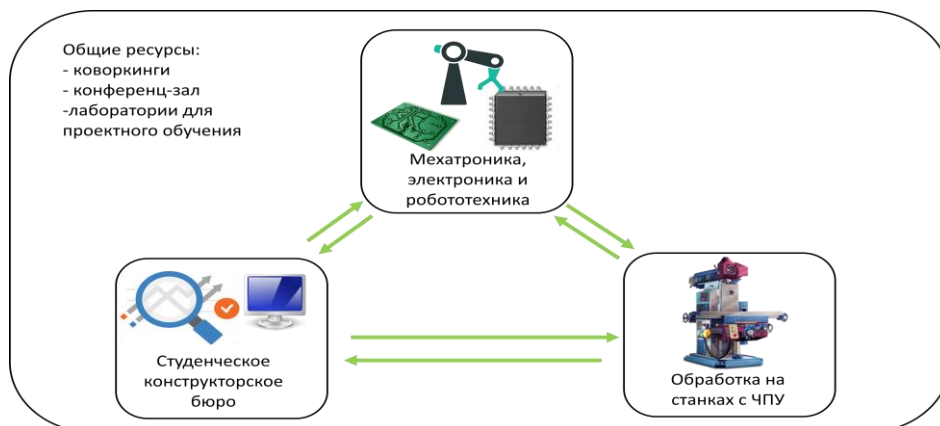 Общие ресурсы:
- коворкинги
- конференц-зал
-лаборатории для
проектного обучения
Мехатроника,
электроника и
робототехника
Студенческое
конструкторское
бюро
Обработка на
станках с ЧПУ